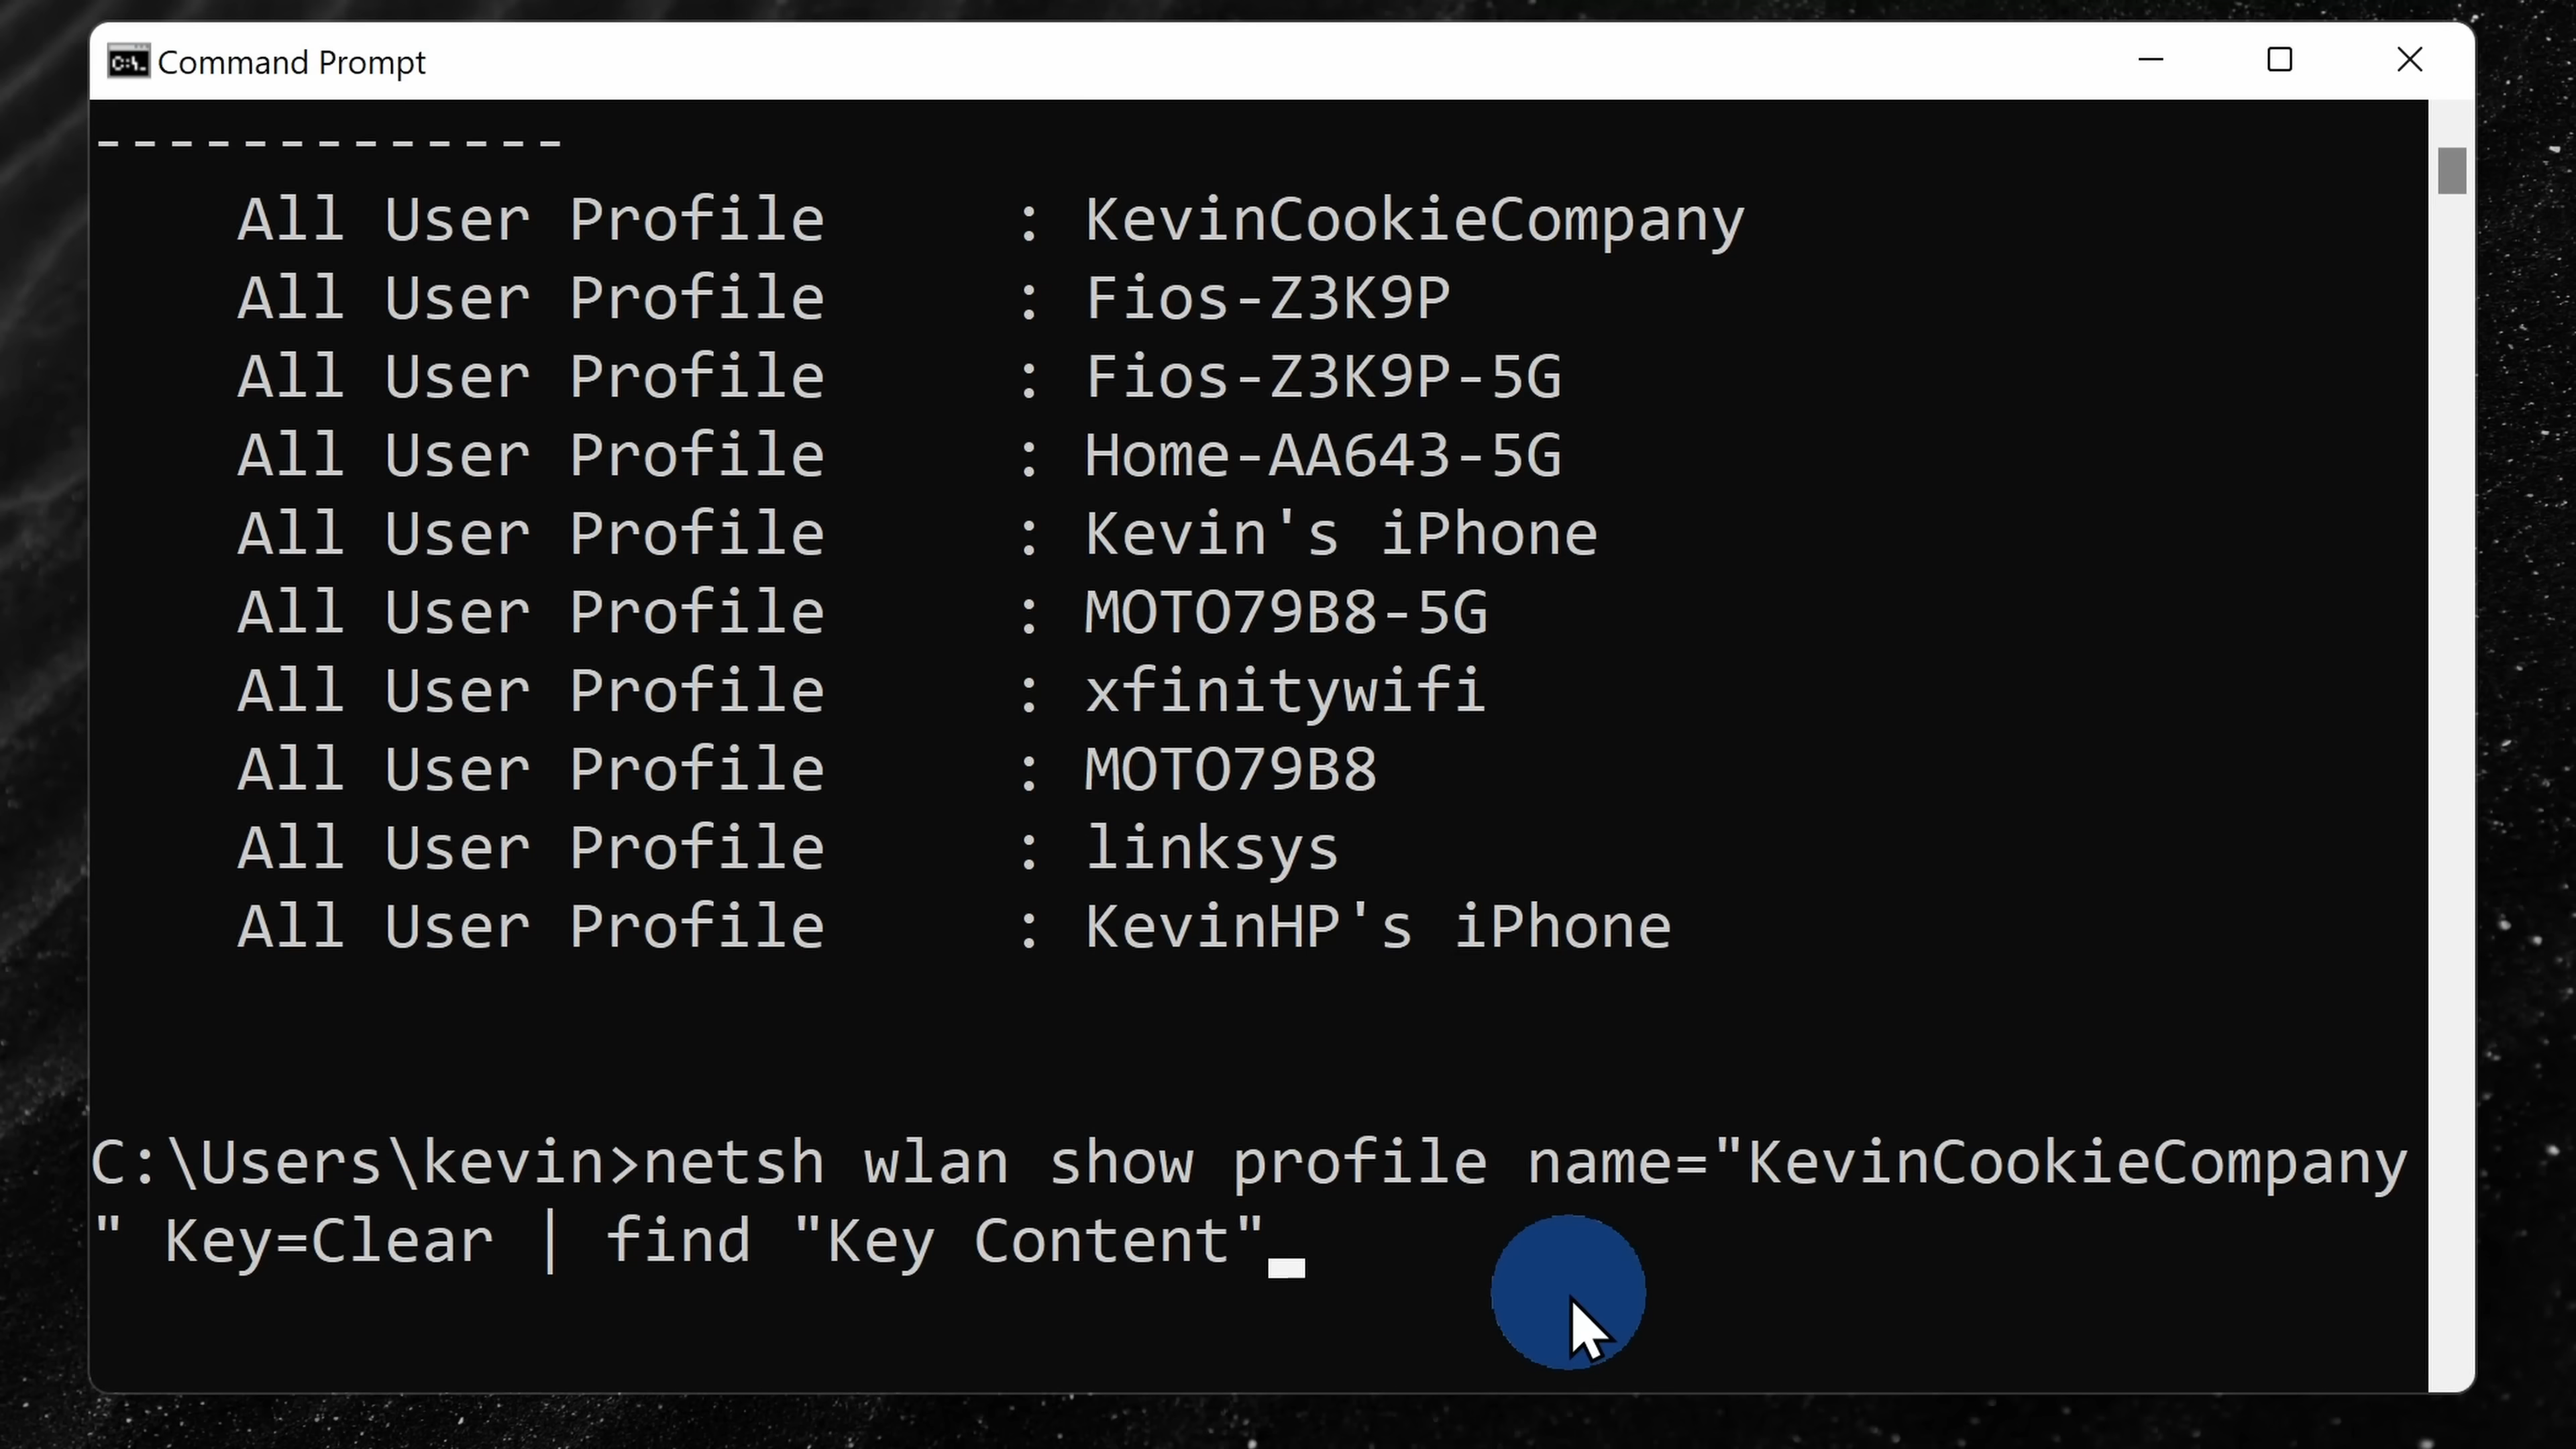 Command Prompt
--------------
All User Profile : KevinCookieCompany
All User Profile : Fios-Z3K9P
All User Profile : Fios-Z3K9P-5G
All User Profile : Home-AA643-5G
All User Profile : Kevin's iPhone
All User Profile : MOTO79B8-5G
All User Profile : xfinitywifi
All User Profile : MOTO79B8
All User Profile : linksys
All User Profile : KevinHP's iPhone
C:\Users\kevin>netsh wlan show profile name="KevinCookieCompany
" Key=Clear | find "Key Content"